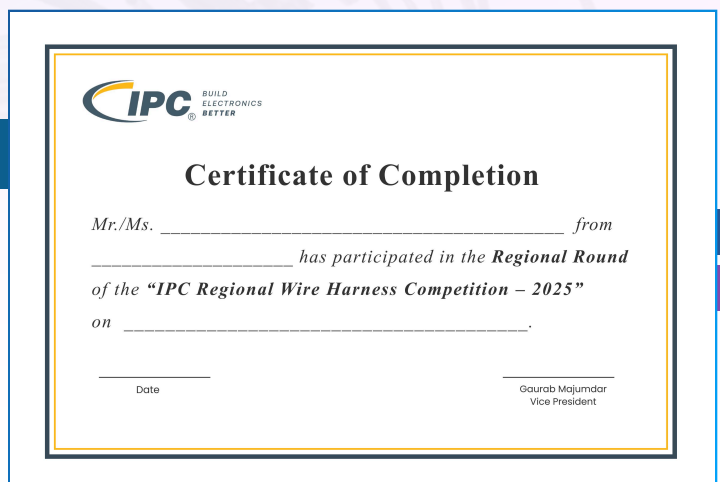 IPC® BUILD
ELECTRONICS
BETTER
Certificate of Completion
Mr./Ms. ________________________________________ from
____________________ has participated in the Regional Round
of the “IPC Regional Wire Harness Competition – 2025”
on ________________________________________.
Date
Gaurab Majumdar
Vice President